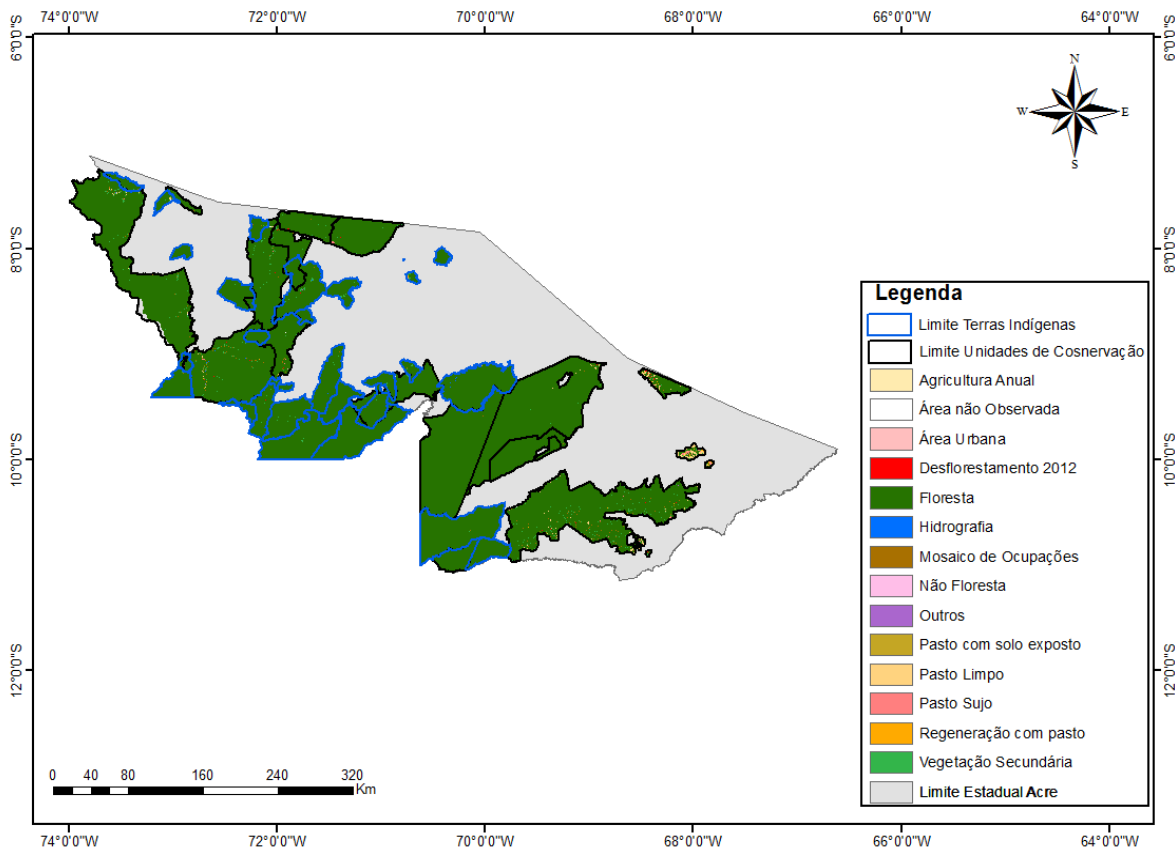 74°0'0"W 72°0'0"W 70°0'0"W 68°0'0"W 66°0'0"W 64°0'0"W
6°0'0"S 6°0'0"S
N
W E
S
8°0'0"S 8°0'0"S
Legenda
Limite Terras Indígenas
Limite Unidades de Cosnervação
Agricultura Anual
Área não Observada
Área Urbana
Desflorestamento 2012
Floresta
Hidrografia
Mosaico de Ocupações
Não Floresta
Outros
Pasto com solo exposto
Pasto Limpo
Pasto Sujo
Regeneração com pasto
Vegetação Secundária
Limite Estadual Acre
10°0'0"S 10°0'0"S
12°0'0"S 12°0'0"S
0 40 80 160 240 320
Km
74°0'0"W 72°0'0"W 70°0'0"W 68°0'0"W 66°0'0"W 64°0'0"W